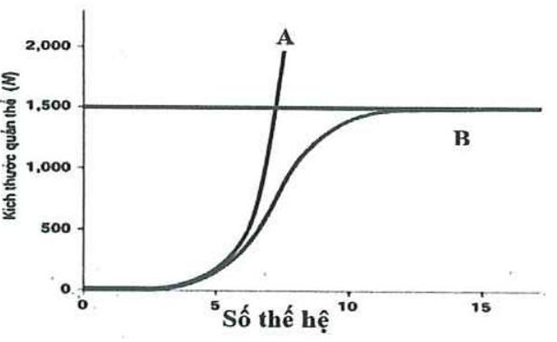 Kích thước quần thể (N)
2,000
1,500
1,000
500
0
A
B
0
5
10
15
Số thế hệ